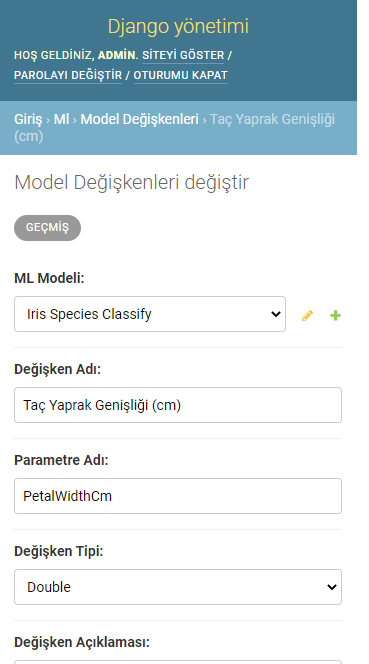 Django yönetimi
HOŞ GELDİNİZ, ADMIN. SİTEYİ GÖSTER /
PAROLAYI DEĞİŞTİR / OTURUMU KAPAT
Giriş › Ml › Model Değişkenleri › Taç Yaprak Genişliği
(cm)
Model Değişkenleri değiştir
GEÇMİŞ
ML Modeli:
Iris Species Classify
Değişken Adı:
Taç Yaprak Genişliği (cm)
Parametre Adı:
PetalWidthCm
Değişken Tipi:
Double
Değişken Açıklaması: